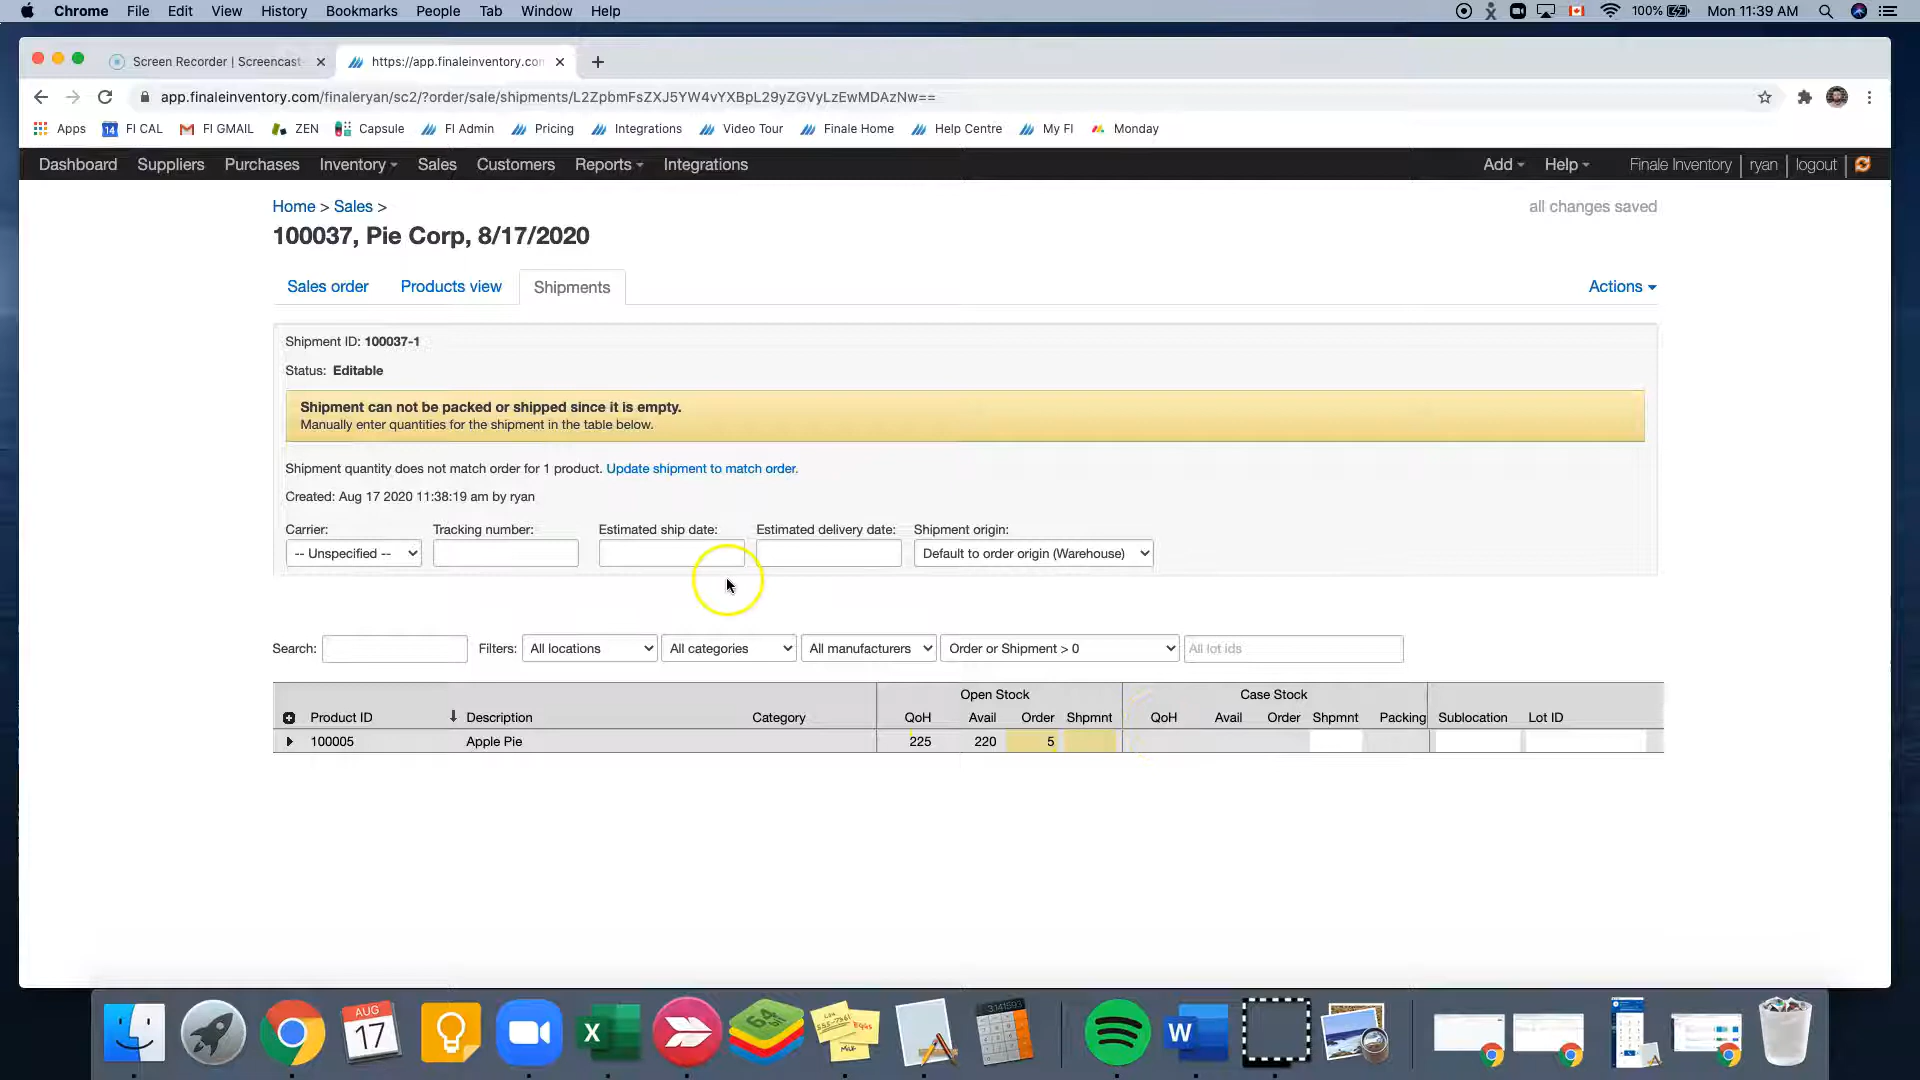 Chrome File Edit View History Bookmarks People Tab Window Help 100% Mon 11:39 AM
Screen Recorder | Screencast https://app.finaleinventory.com
app.finaleinventory.com/finaleryan/sc2/?order/sale/shipments/L2ZpbmFsZXJ5YW4vYXBpL29yZGVyLzEwMDAzNw==
Apps 14 FI CAL FI GMAIL ZEN Capsule FI Admin Pricing Integrations Video Tour Finale Home Help Centre My FI Monday
Dashboard Suppliers Purchases Inventory Sales Customers Reports Integrations Add Help Finale Inventory ryan logout
Home > Sales > all changes saved
100037, Pie Corp, 8/17/2020
Sales order Products view Shipments Actions
Shipment ID: 100037-1
Status: Editable
Shipment can not be packed or shipped since it is empty.
Manually enter quantities for the shipment in the table below.
Shipment quantity does not match order for 1 product. Update shipment to match order.
Created: Aug 17 2020 11:38:19 am by ryan
Carrier: Tracking number: Estimated ship date: Estimated delivery date: Shipment origin:
-- Unspecified -- Default to order origin (Warehouse)
Search: Filters: All locations All categories All manufacturers Order or Shipment > 0 All lot ids
Open Stock Case Stock
Product ID Description Category QoH Avail Order Shpmnt QoH Avail Order Shpmnt Packing Sublocation Lot ID
100005 Apple Pie 225 220 5
AUG
17
X
64
bit
W